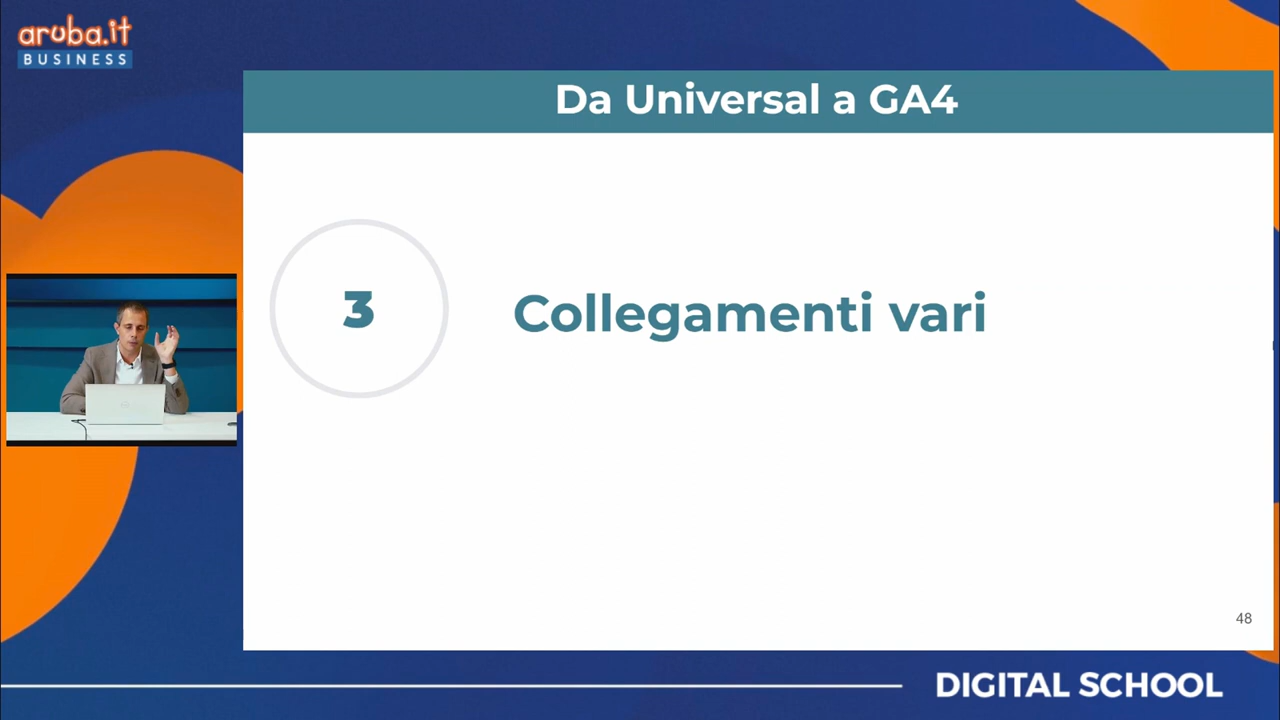 aruba.it
BUSINESS
Da Universal a GA4
3
Collegamenti vari
48
DIGITAL SCHOOL